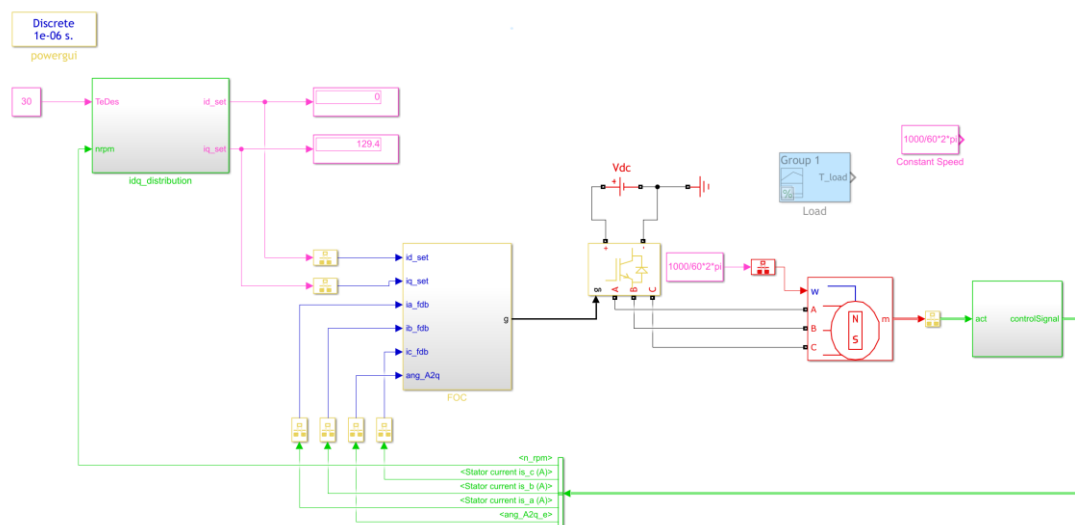 Discrete
1e-06 s.
powergui
30
TeDes
nrpm
id_set
iq_set
idq_distribution
0
129.4
1000/60*2*pi
Constant Speed
Group 1
T_load
Load
Vdc
+
+
-
g
A
B
C
1000/60*2*pi
id_set
iq_set
ia_fdb
ib_fdb
ic_fdb
ang_A2q
g
FOC
w
A
B
C
N
S
m
act
controlSignal
<n_rpm>
<Stator current is_c (A)>
<Stator current is_b (A)>
<Stator current is_a (A)>
<ang_A2q_e>